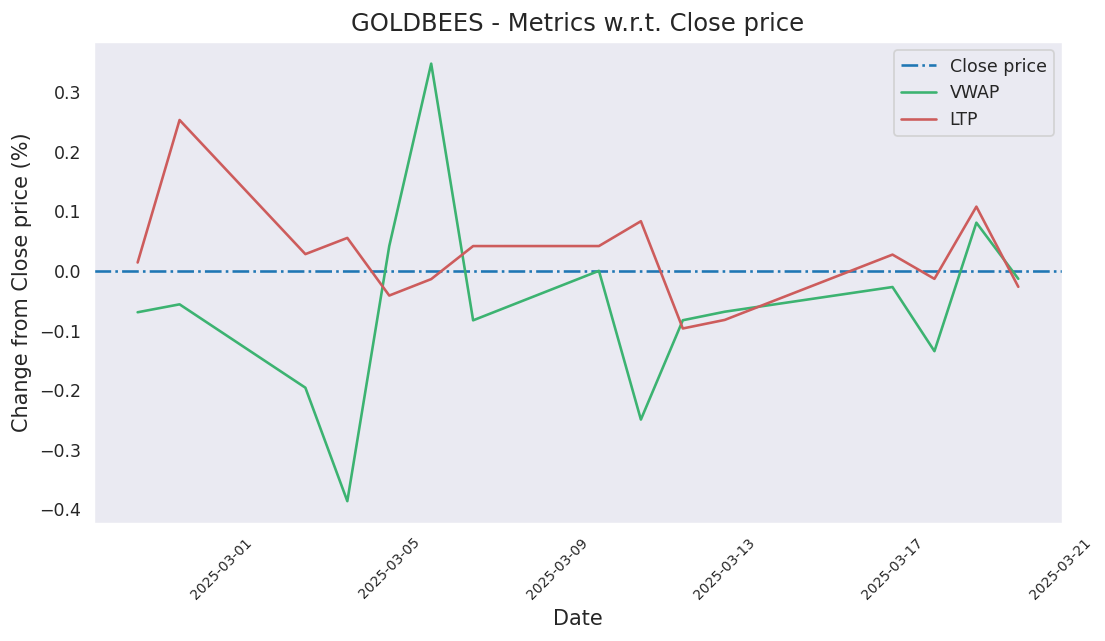 GOLDBEES - Metrics w.r.t. Close price
Close price
VWAP
LTP
Change from Close price (%)
0.3
0.2
0.1
0.0
−0.1
−0.2
−0.3
−0.4
2025-03-01
2025-03-05
2025-03-09
2025-03-13
2025-03-17
2025-03-21
Date